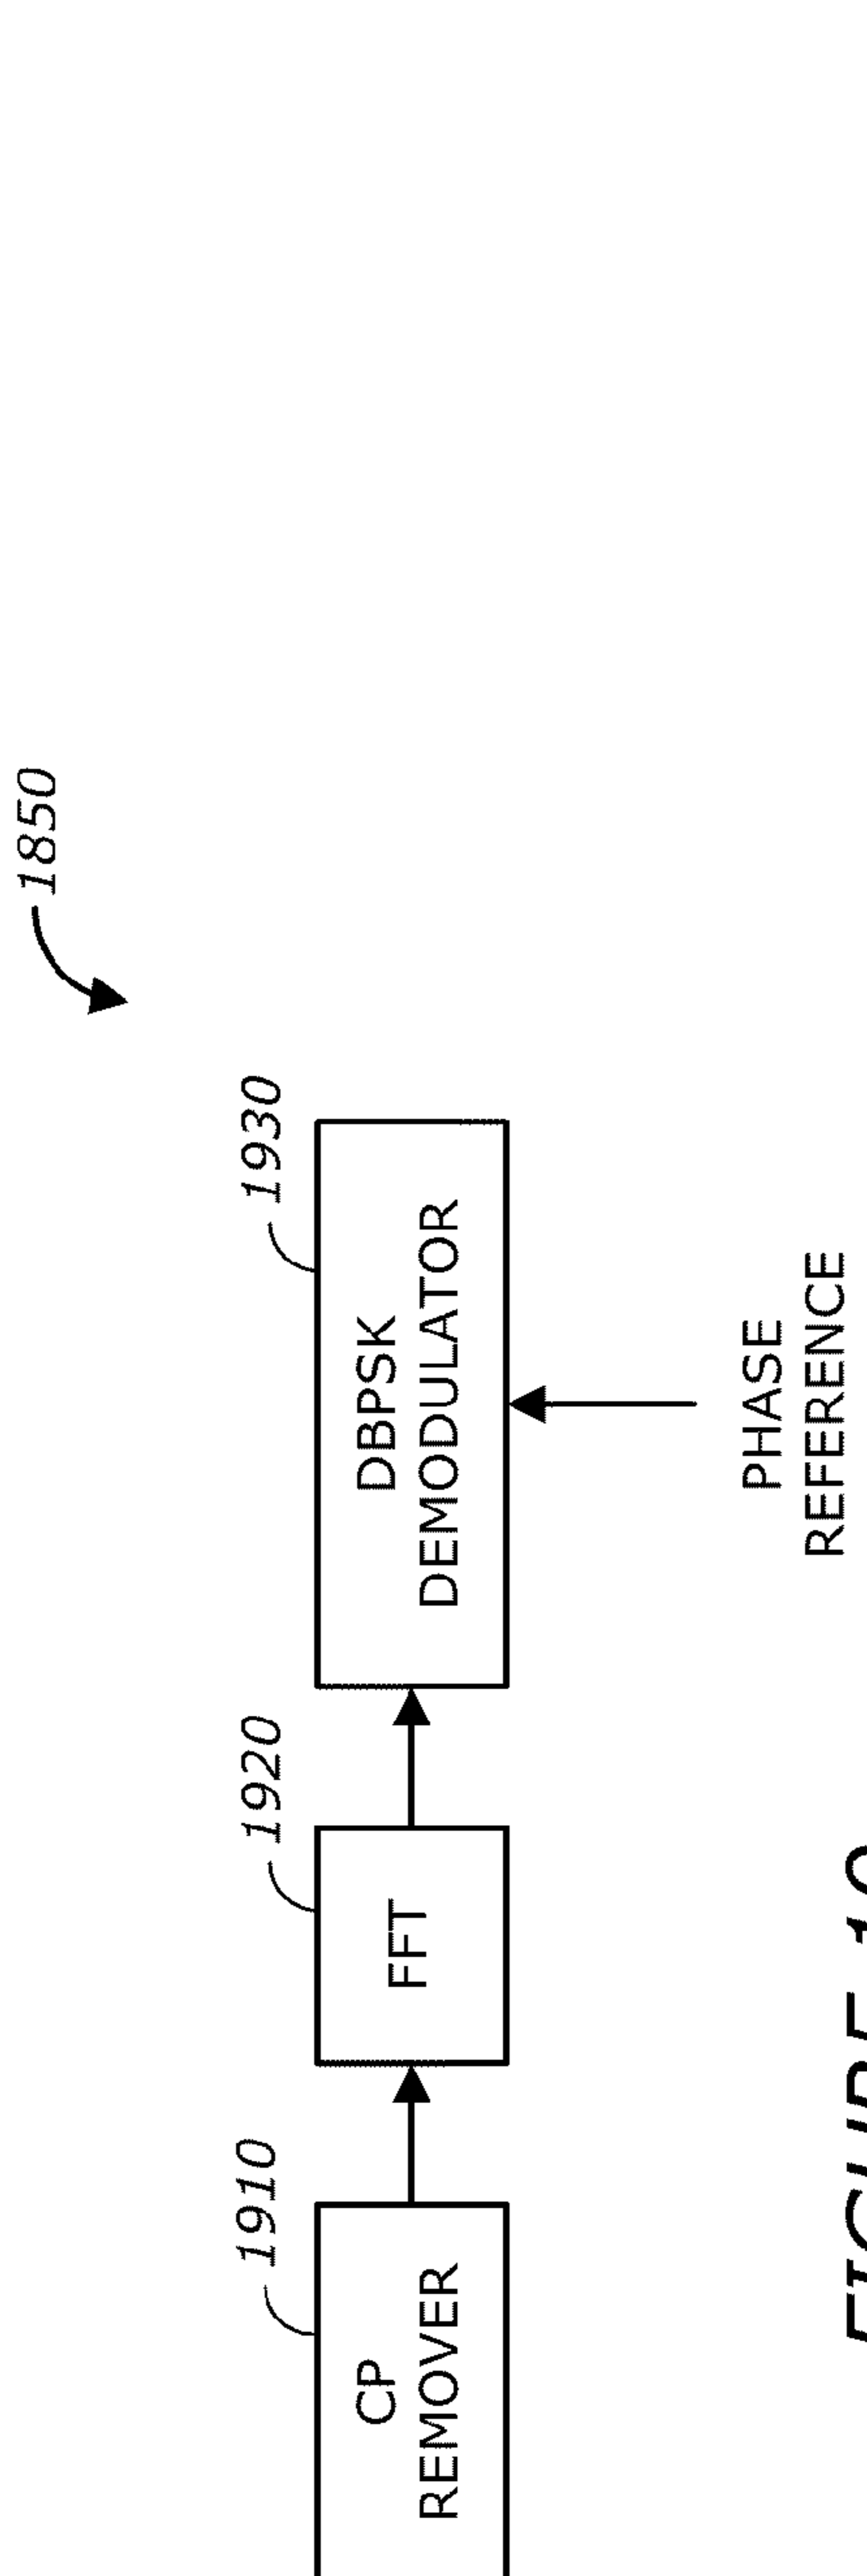 1850
1910
CP
REMOVER
1920
FFT
1930
DBPSK
DEMODULATOR
PHASE
REFERENCE